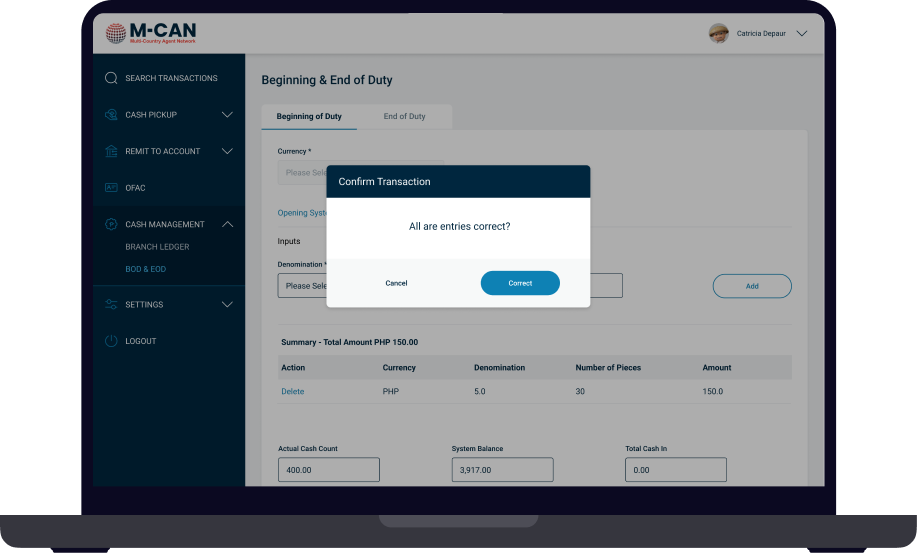 M-CAN
Multi-Country Agent Network
Catricia Depaur
SEARCH TRANSACTIONS
CASH PICKUP
REMIT TO ACCOUNT
OFAC
CASH MANAGEMENT
BRANCH LEDGER
BOD & EOD
SETTINGS
LOGOUT
Beginning & End of Duty
Beginning of Duty End of Duty
Currency *
Please Sele
Opening Syst
Inputs
Denomination *
Please Sele
Add
Confirm Transaction
All are entries correct?
Cancel Correct
Summary - Total Amount PHP 150.00
Action Currency Denomination Number of Pieces Amount
Delete PHP 5.0 30 150.0
Actual Cash Count System Balance Total Cash In
400.00 3,917.00 0.00